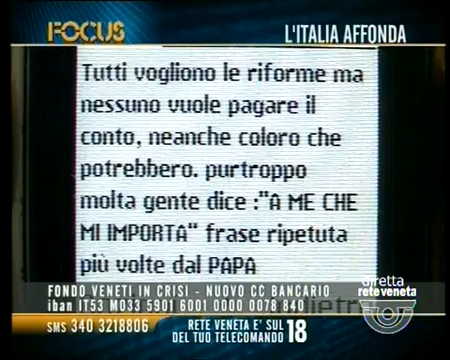 FOCUS
L'ITALIA AFFONDA
Tutti vogliono le riforme ma
nessuno vuole pagare il
conto, neanche coloro che
potrebbero. purtroppo
molta gente dice :"A ME CHE
MI IMPORTA" frase ripetuta
più volte dal PAPA
diretta
reteveneta
FONDO VENETI IN CRISI - NUOVO CC BANCARIO
iban IT53 M033 5901 6001 0000 0078 840
SMS 340 3218806
RETE VENETA E' SUL 18
DEL TUO TELECOMANDO